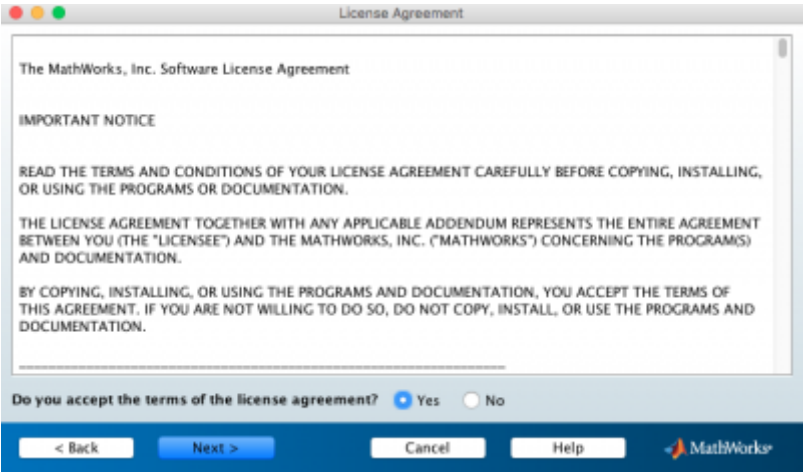 License Agreement
The MathWorks, Inc. Software License Agreement
IMPORTANT NOTICE
READ THE TERMS AND CONDITIONS OF YOUR LICENSE AGREEMENT CAREFULLY BEFORE COPYING, INSTALLING,
OR USING THE PROGRAMS OR DOCUMENTATION.
THE LICENSE AGREEMENT TOGETHER WITH ANY APPLICABLE ADDENDUM REPRESENTS THE ENTIRE AGREEMENT
BETWEEN YOU (THE "LICENSEE") AND THE MATHWORKS, INC. ("MATHWORKS") CONCERNING THE PROGRAM(S)
AND DOCUMENTATION.
BY COPYING, INSTALLING, OR USING THE PROGRAMS AND DOCUMENTATION, YOU ACCEPT THE TERMS OF
THIS AGREEMENT. IF YOU ARE NOT WILLING TO DO SO, DO NOT COPY, INSTALL, OR USE THE PROGRAMS AND
DOCUMENTATION.
Do you accept the terms of the license agreement? Yes No
< Back Next > Cancel Help MathWorks®